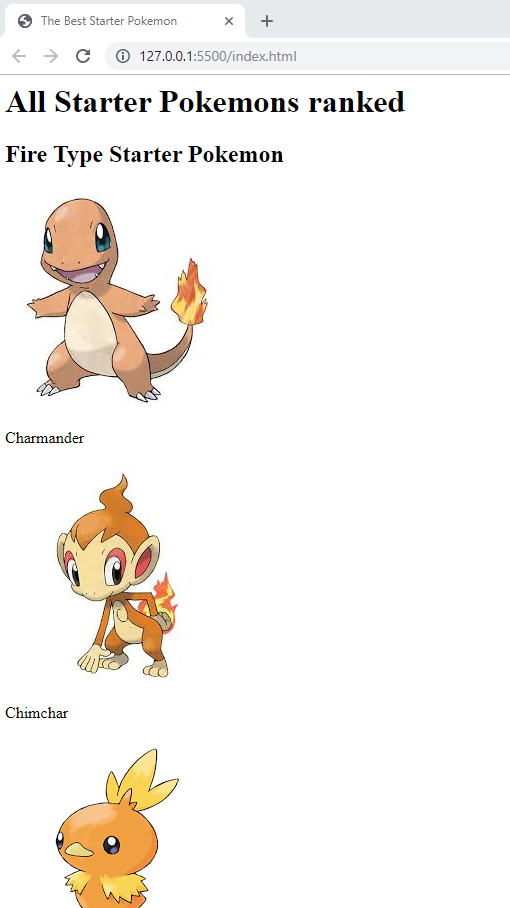 The Best Starter Pokemon
127.0.0.1:5500/index.html
All Starter Pokemons ranked
Fire Type Starter Pokemon
Charmander
Chimchar